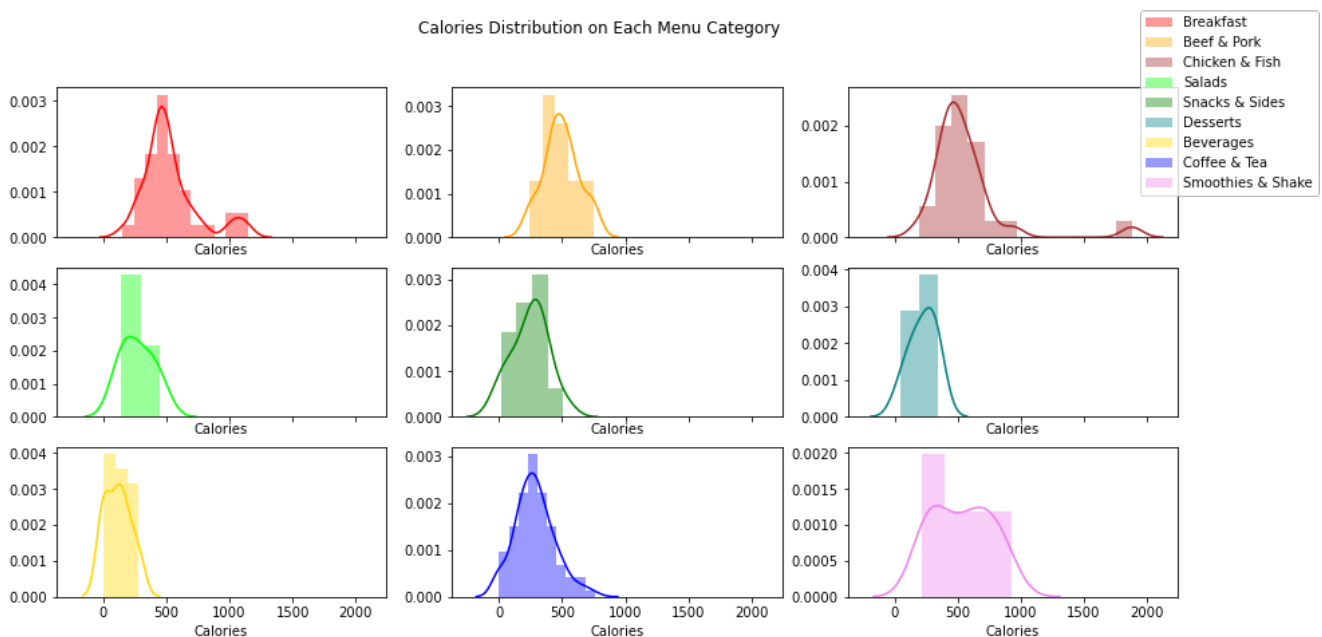 Calories Distribution on Each Menu Category
Breakfast
Beef & Pork
Chicken & Fish
Salads
Snacks & Sides
Desserts
Beverages
Coffee & Tea
Smoothies & Shake
0.003
0.002
0.001
0.000
Calories
0.003
0.002
0.001
0.000
Calories
0.002
0.001
0.000
Calories
0.004
0.003
0.002
0.001
0.000
Calories
0.003
0.002
0.001
0.000
Calories
0.004
0.003
0.002
0.001
0.000
Calories
0.004
0.003
0.002
0.001
0.000
0 500 1000 1500 2000
Calories
0.003
0.002
0.001
0.000
0 500 1000 1500 2000
Calories
0.0020
0.0015
0.0010
0.0005
0.0000
0 500 1000 1500 2000
Calories